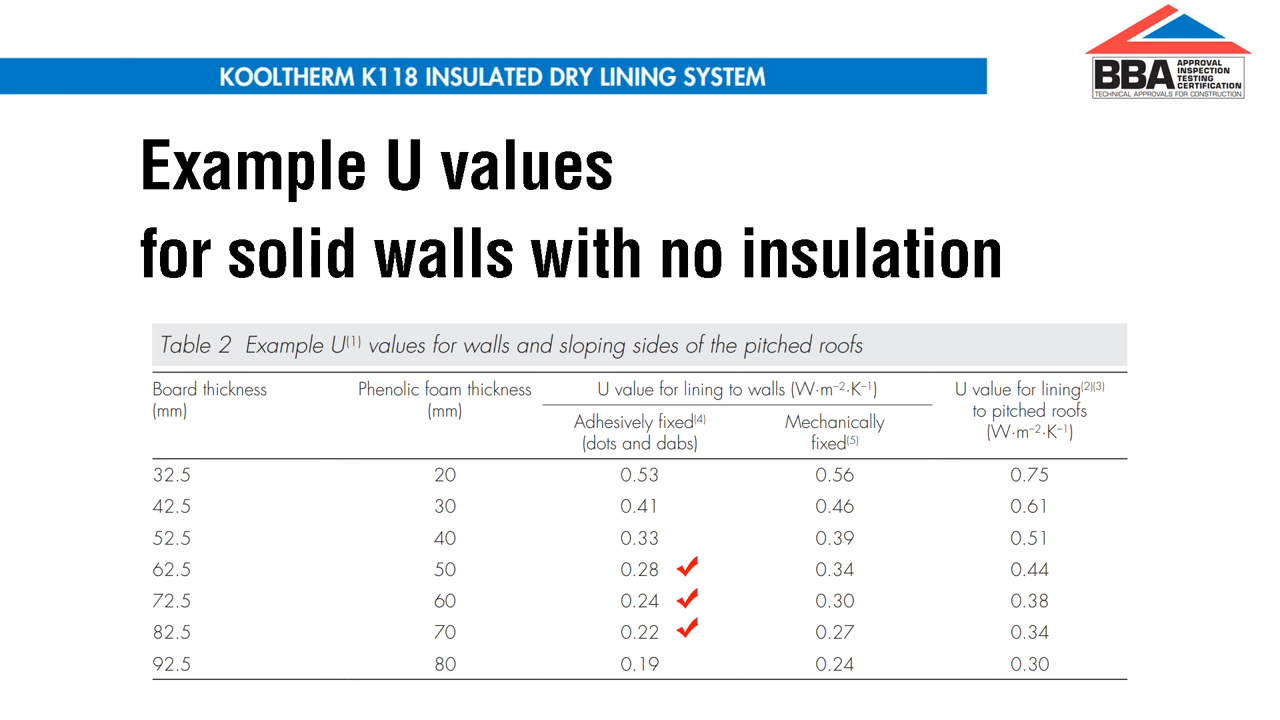 KOOLTHERM K118 INSULATED DRY LINING SYSTEM
BBA APPROVAL
INSPECTION
TESTING
CERTIFICATION
TECHNICAL APPROVALS FOR CONSTRUCTION
Example U values
for solid walls with no insulation
Table 2 Example U(1) values for walls and sloping sides of the pitched roofs
Board thickness Phenolic foam thickness U value for lining to walls (W·m–2·K–1) U value for lining(2)(3)
(mm) (mm) to pitched roofs
Adhesively fixed(4) Mechanically (W·m–2·K–1)
(dots and dabs) fixed(5)
32.5 20 0.53 0.56 0.75
42.5 30 0.41 0.46 0.61
52.5 40 0.33 0.39 0.51
62.5 50 0.28 ✓ 0.34 0.44
72.5 60 0.24 ✓ 0.30 0.38
82.5 70 0.22 ✓ 0.27 0.34
92.5 80 0.19 0.24 0.30